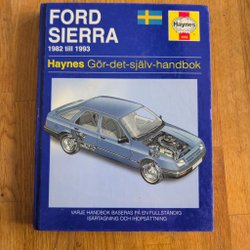 FORD
SIERRA
1982 till 1993
Haynes
Haynes Gör-det-själv-handbok
VARJE HANDBOK BASERAS PÅ EN FULLSTÄNDIG
ISÄRTAGNING OCH IHOPSÄTTNING